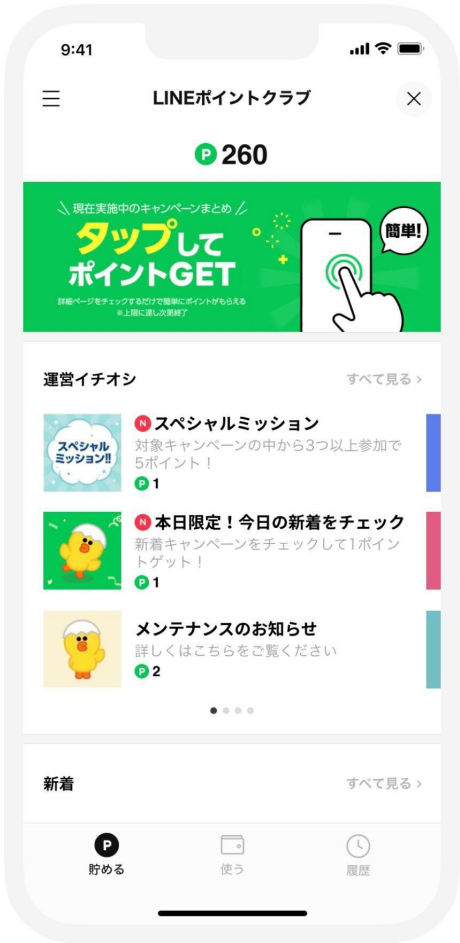 9:41
LINEポイントクラブ
P 260
\ 現在実施中のキャンペーンまとめ /
タップして
ポイントGET
詳細ページをチェックするだけで簡単にポイントがもらえる
※上限に達し次第終了
簡単!
運営イチオシ
すべて見る >
スペシャル
ミッション!!
N スペシャルミッション
対象キャンペーンの中から3つ以上参加で
5ポイント！
P 1
N 本日限定！今日の新着をチェック
新着キャンペーンをチェックして1ポイン
トゲット！
P 1
メンテナンスのお知らせ
詳しくはこちらをご覧ください
P 2
新着
すべて見る >
P
貯める
使う
履歴